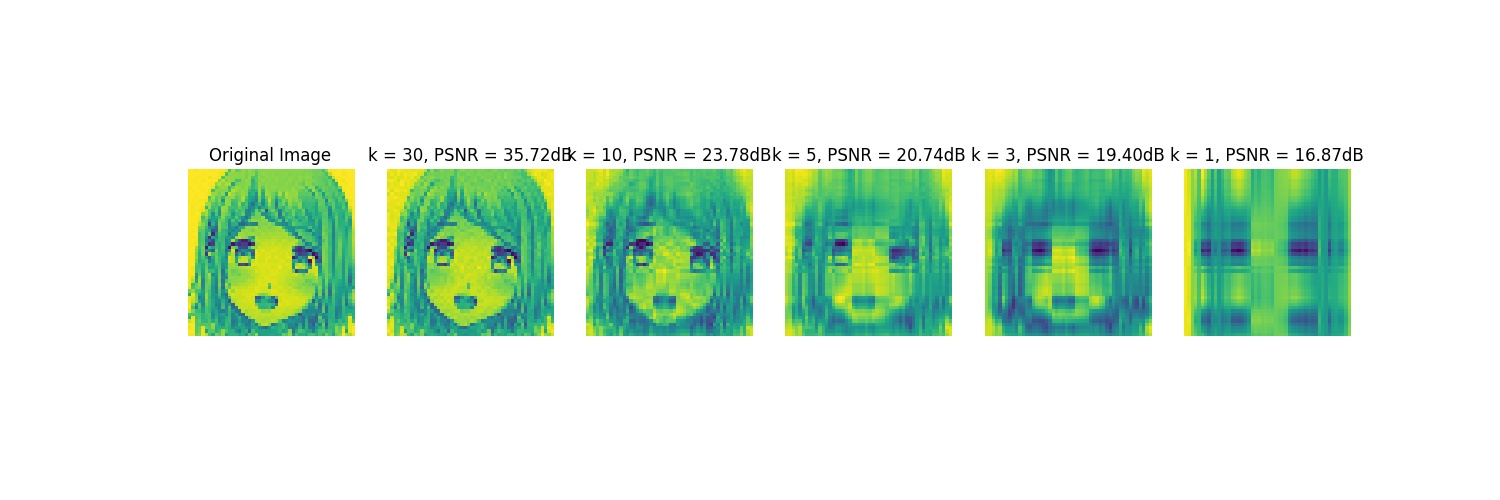 Original Image
k = 30, PSNR = 35.72dB
k = 10, PSNR = 23.78dB
k = 5, PSNR = 20.74dB
k = 3, PSNR = 19.40dB
k = 1, PSNR = 16.87dB